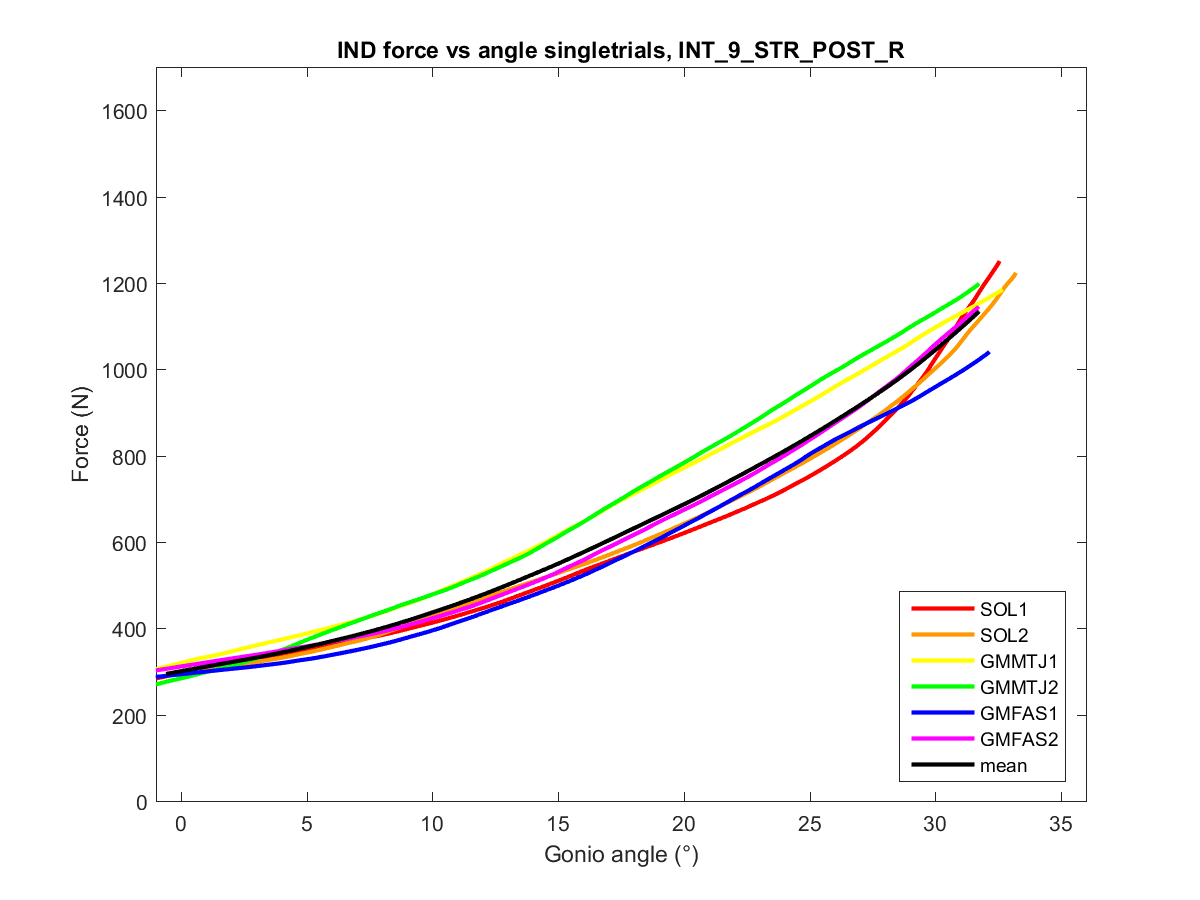 IND force vs angle singletrials, INT_9_STR_POST_R
1600
1400
1200
1000
800
600
400
200
0
Force (N)
0 5 10 15 20 25 30 35
Gonio angle (°)
SOL1
SOL2
GMMTJ1
GMMTJ2
GMFAS1
GMFAS2
mean